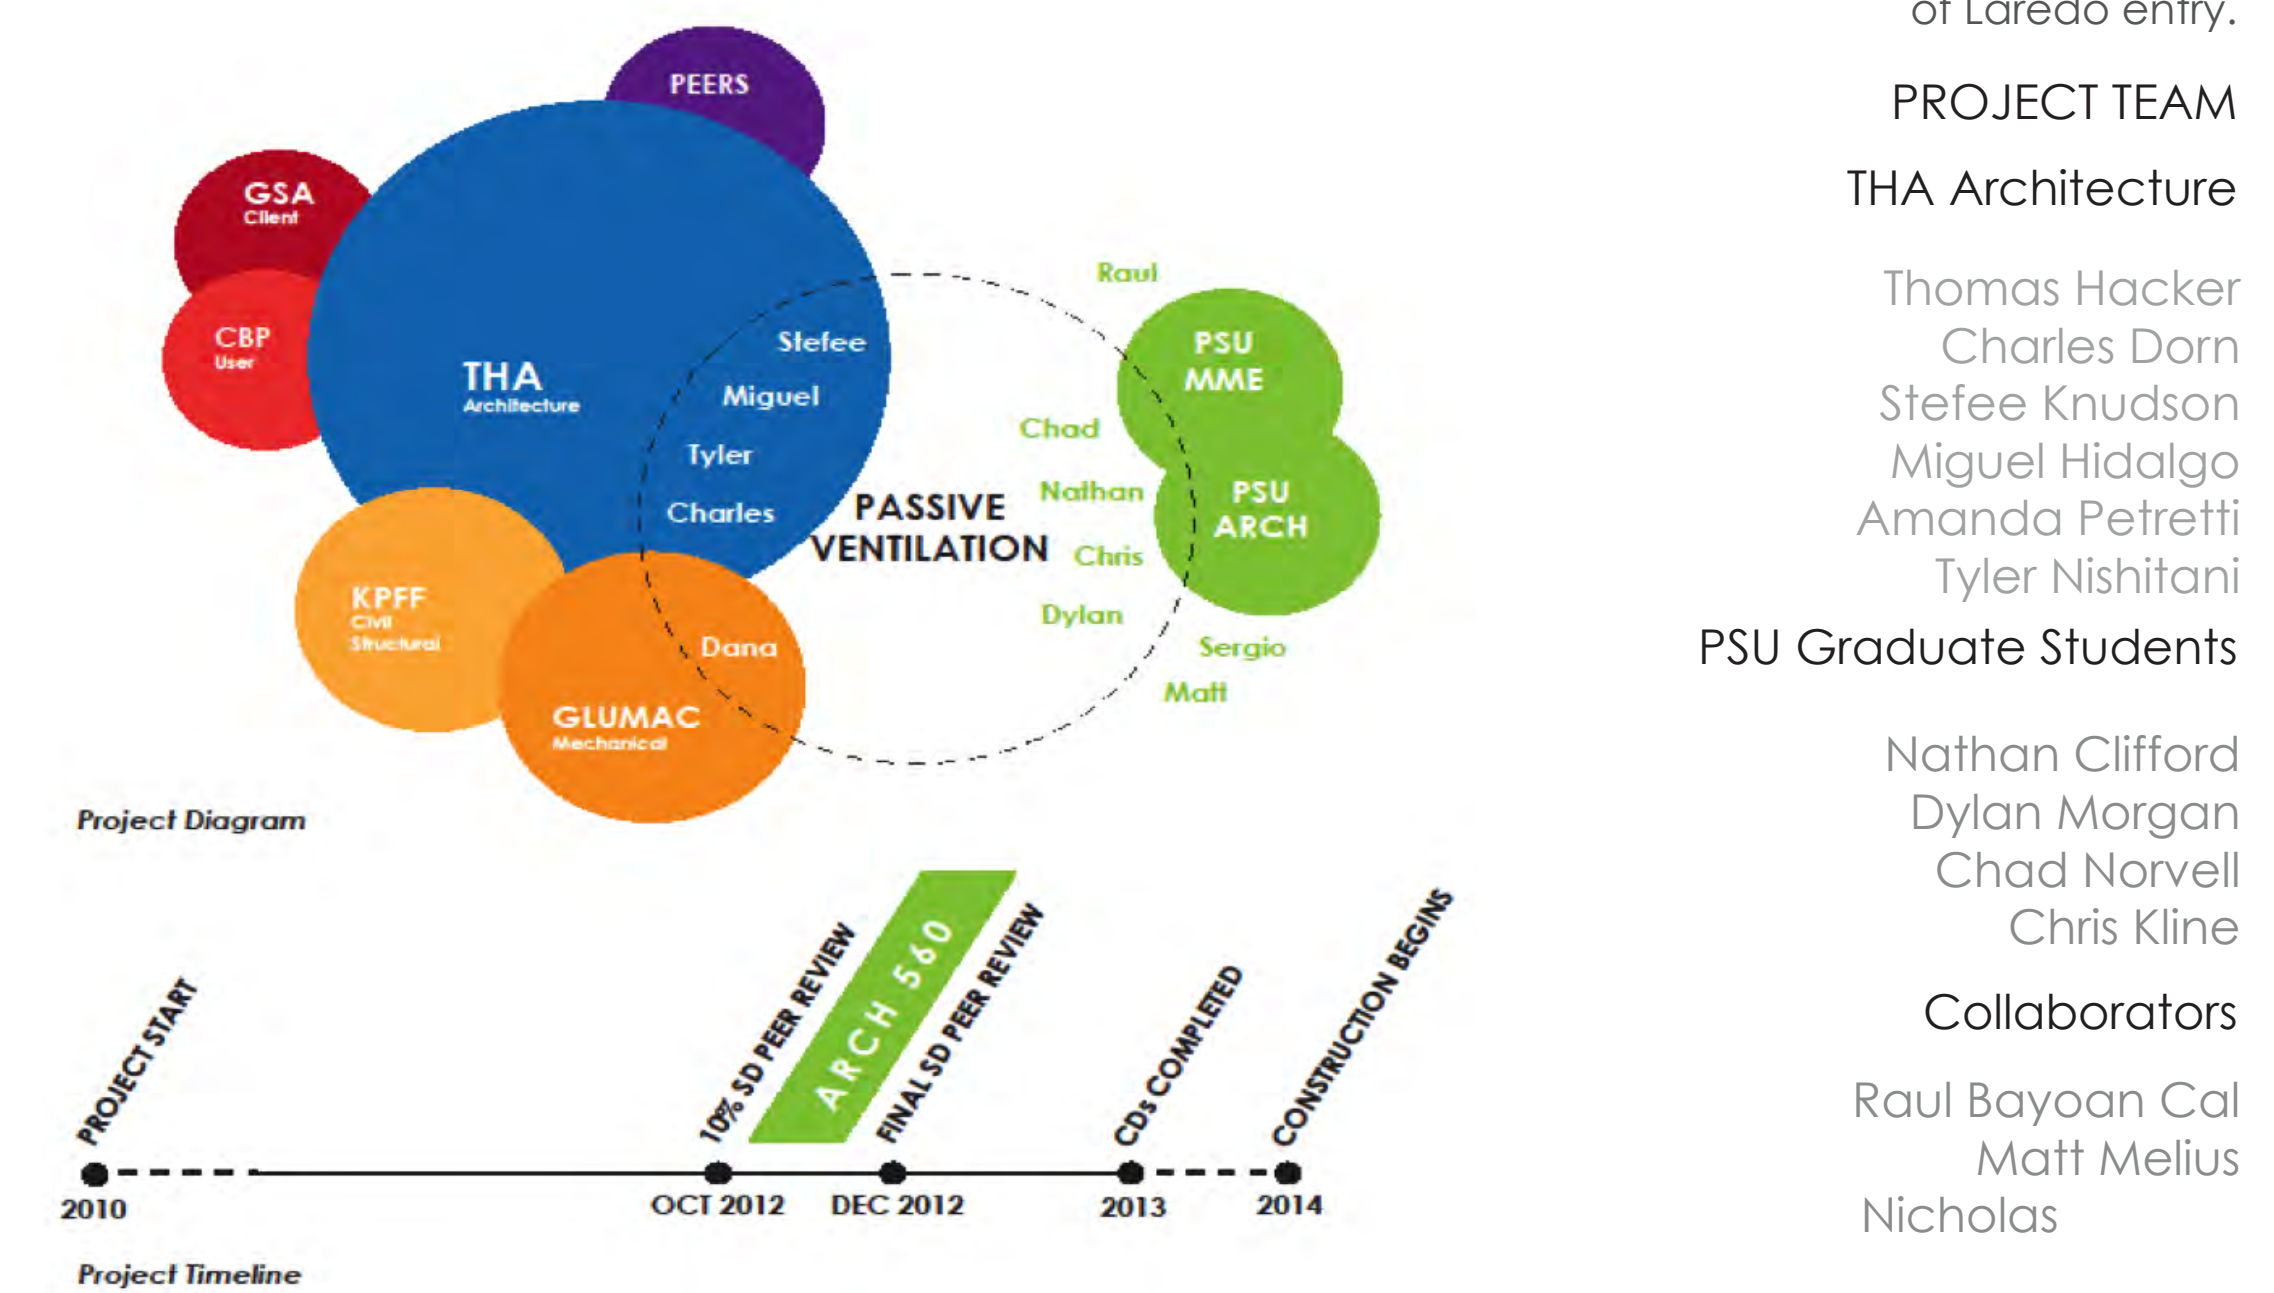 PEERS
GSA
Client
CBP
User
THA
Architecture
Stefee
Miguel
Tyler
Charles
PASSIVE
VENTILATION
Raul
PSU
MME
Chad
Nathan
PSU
ARCH
Chris
Dylan
Sergio
Matt
KPFF
Civil
Structural
Dana
GLUMAC
Mechanical
Project Diagram
PROJECT START
10% SD PEER REVIEW
ARCH 560
FINAL SD PEER REVIEW
CDs COMPLETED
CONSTRUCTION BEGINS
2010
OCT 2012
DEC 2012
2013
2014
Project Timeline
of Laredo entry.
PROJECT TEAM
THA Architecture
Thomas Hacker
Charles Dorn
Stefee Knudson
Miguel Hidalgo
Amanda Petretti
Tyler Nishitani
PSU Graduate Students
Nathan Clifford
Dylan Morgan
Chad Norvell
Chris Kline
Collaborators
Raul Bayoan Cal
Matt Melius
Nicholas